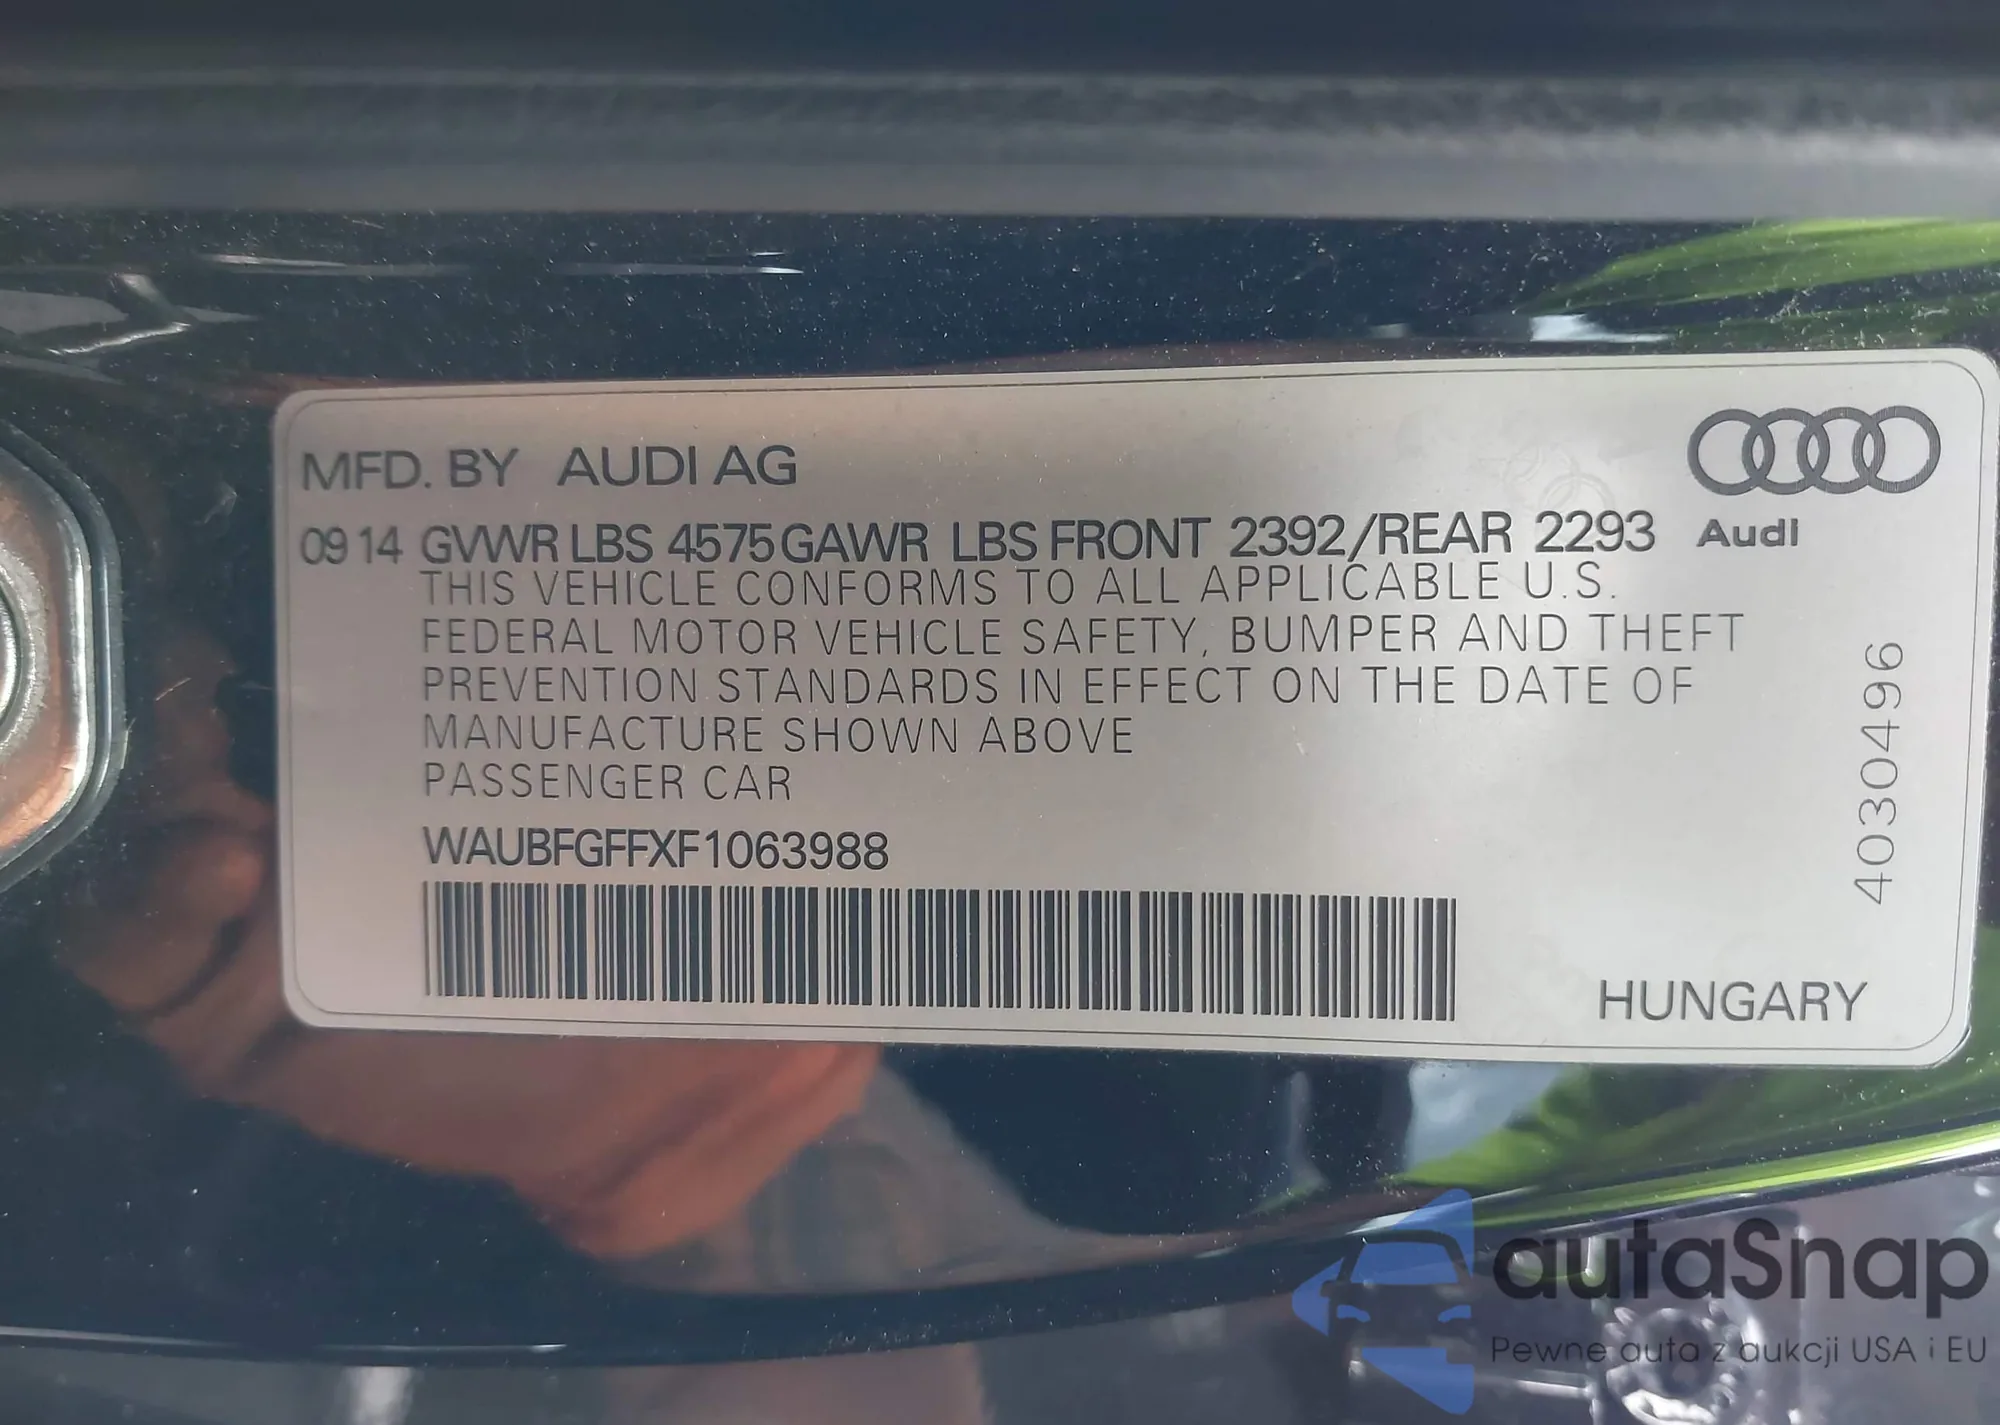 MFD. BY AUDI AG
09 14 GVWR LBS 4575 GAWR LBS FRONT 2392/REAR 2293
Audi
THIS VEHICLE CONFORMS TO ALL APPLICABLE U.S.
FEDERAL MOTOR VEHICLE SAFETY, BUMPER AND THEFT
PREVENTION STANDARDS IN EFFECT ON THE DATE OF
MANUFACTURE SHOWN ABOVE
PASSENGER CAR
WAUBFGFFXF1063988
4030496
HUNGARY
autaSnap
Pewne auta z aukcji USA i EU